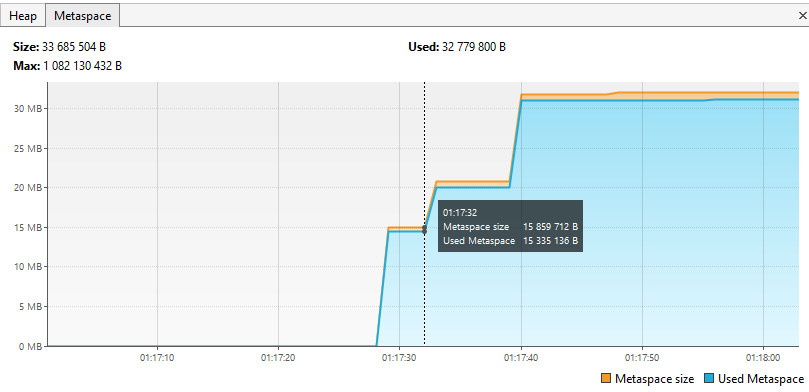 Heap Metaspace
Size: 33 685 504 B Used: 32 779 800 B
Max: 1 082 130 432 B
30 MB
25 MB
20 MB
15 MB
10 MB
5 MB
0 MB
01:17:32
Metaspace size 15 859 712 B
Used Metaspace 15 335 136 B
01:17:10 01:17:20 01:17:30 01:17:40 01:17:50 01:18:00
Metaspace size Used Metaspace